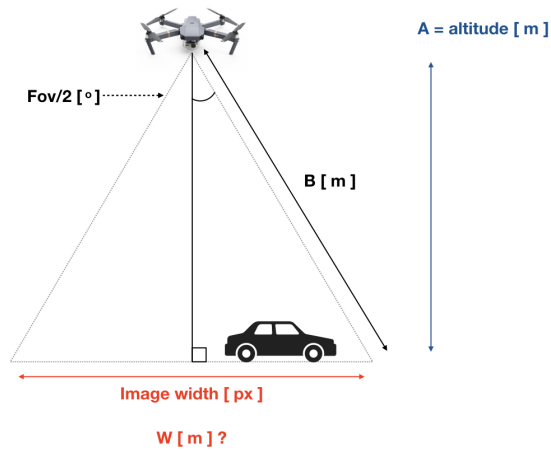 A = altitude [ m ]
Fov/2 [ º ]
B [ m ]
Image width [ px ]
W [ m ] ?